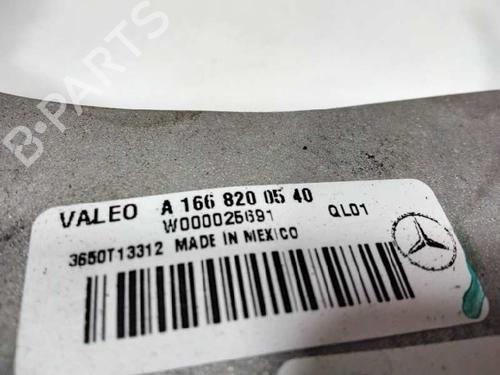 B-PARTS
VALEO A 166 820 05 40
W000025691 QL01
3650T13312 MADE IN MEXICO